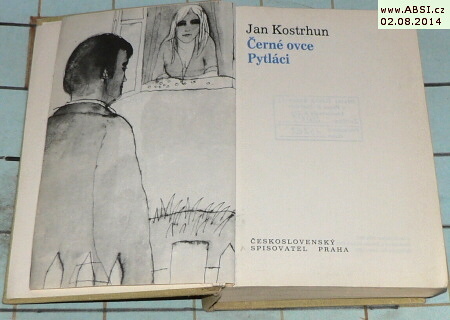 www.ABSI.cz
02.08.2014
Jan Kostrhun
Černé ovce
Pytláci
ČESKOSLOVENSKÝ
SPISOVATEL PRAHA